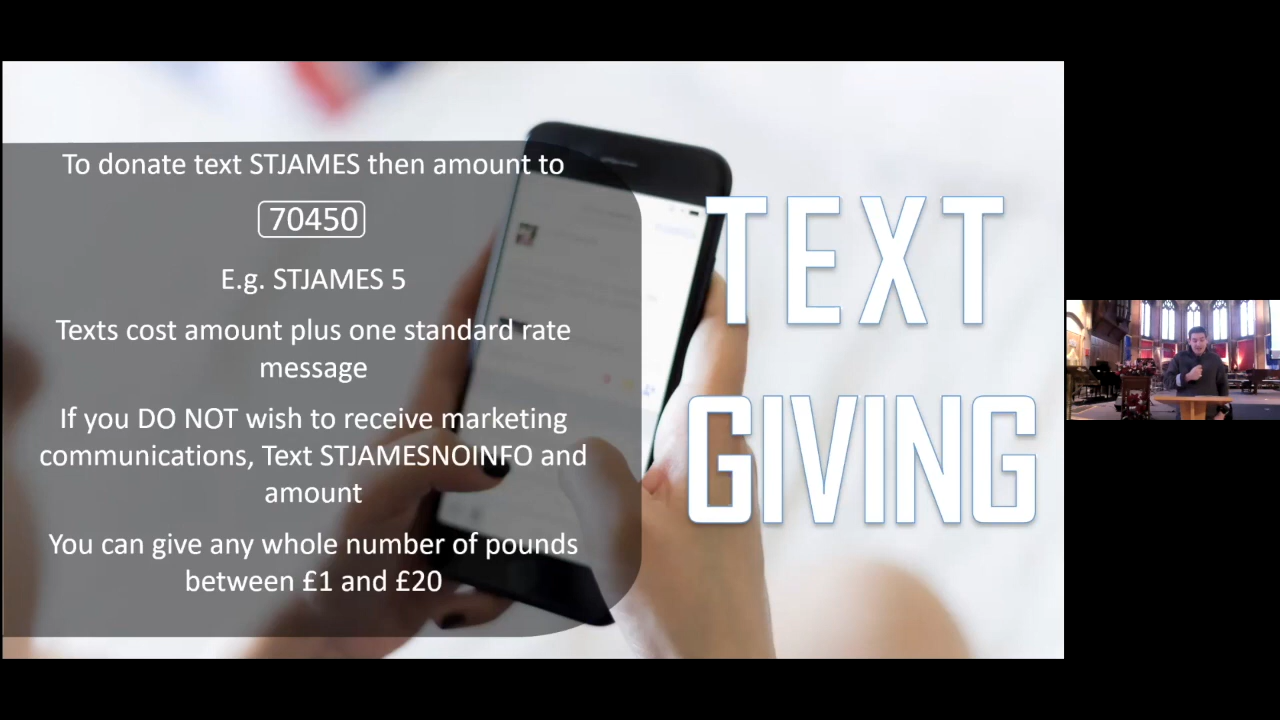 To donate text STJAMES then amount to
70450
E.g. STJAMES 5
Texts cost amount plus one standard rate
message
If you DO NOT wish to receive marketing
communications, Text STJAMESNOINFO and
amount
You can give any whole number of pounds
between £1 and £20
TEXT
GIVING